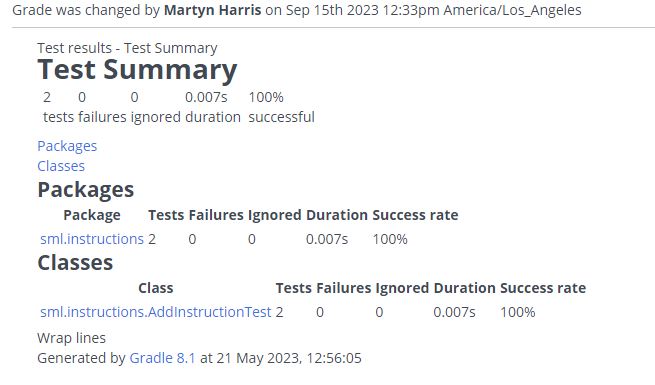 Grade was changed by Martyn Harris on Sep 15th 2023 12:33pm America/Los_Angeles
Test results - Test Summary
Test Summary
2 0 0 0.007s 100%
tests failures ignored duration successful
Packages
Classes
Packages
Package Tests Failures Ignored Duration Success rate
sml.instructions 2 0 0 0.007s 100%
Classes
Class Tests Failures Ignored Duration Success rate
sml.instructions.AddInstructionTest 2 0 0 0.007s 100%
Wrap lines
Generated by Gradle 8.1 at 21 May 2023, 12:56:05